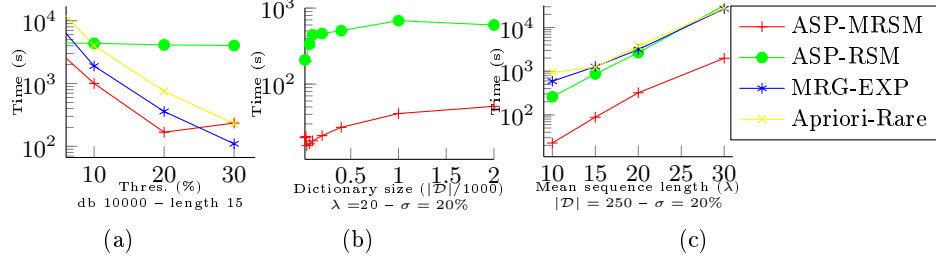 Time (s)
10^4
10^3
10^2
10 20 30
Thres. (%)
db 10000 – length 15
(a)
Time (s)
10^3
10^2
0.5 1 1.5 2
Dictionary size (|𝒟|/1000)
λ =20 – σ = 20%
(b)
Time (s)
10^4
10^3
10^2
10 15 20 30
Mean sequence length (λ)
|𝒟| = 250 – σ = 20%
(c)
ASP-MRSM
ASP-RSM
MRG-EXP
Apriori-Rare